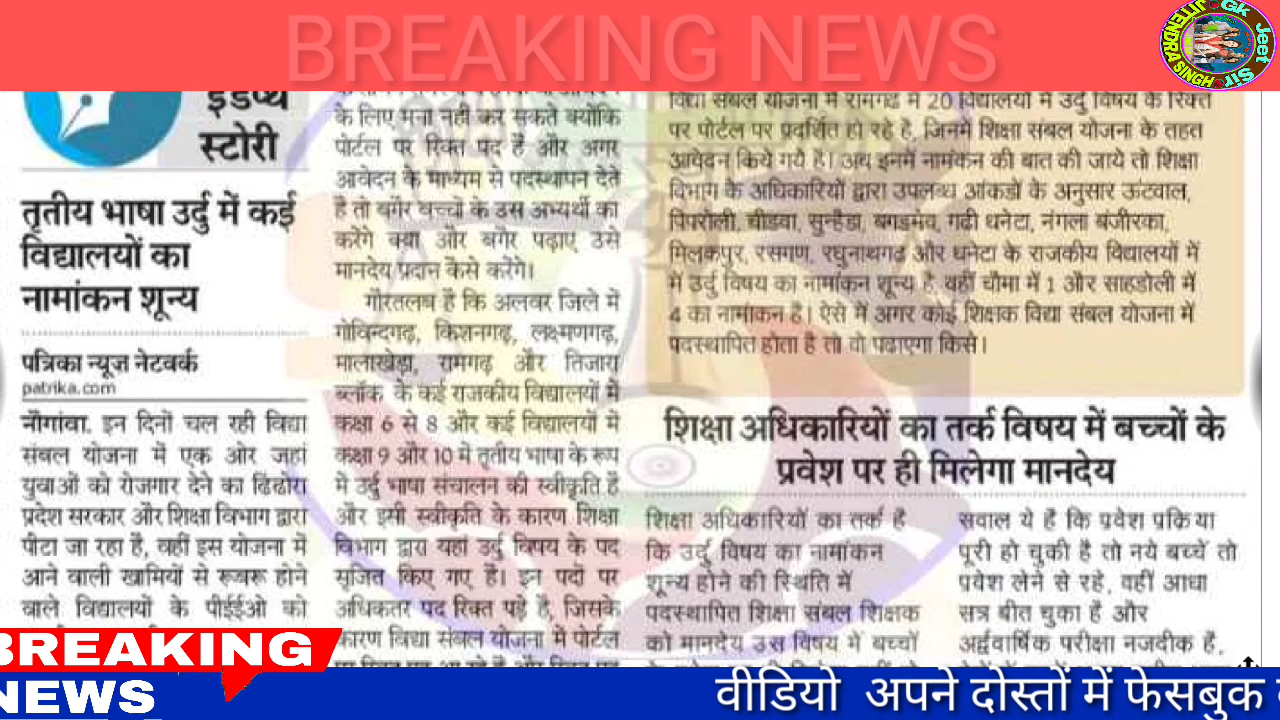 BREAKING NEWS
JITENDRA SINGH
GK Jeet Sir
इंडेप्थ
स्टोरी
तृतीय भाषा उर्दु में कई
विद्यालयों का
नामांकन शून्य
पत्रिका न्यूज नेटवर्क
patrika.com
नौगांवा. इन दिनों चल रही विद्या
संबल योजना में एक ओर जहां
युवाओं को रोजगार देने का ढिंढोरा
प्रदेश सरकार और शिक्षा विभाग द्वारा
पीटा जा रहा है, वहीं इस योजना में
आने वाली खामियों से रूबरू होने
वाले विद्यालयों के पीईईओ को
के लिए मना नही कर सकते क्योंकि
पोर्टल पर रिक्त पद है और अगर
आवेदन के माध्यम से पदस्थापन देते
है तो बगैर बच्चों के उस अभ्यर्थी का
करेंगे क्या और बगैर पढ़ाए उसे
मानदेय प्रदान कैसे करेंगे।
गौरतलब है कि अलवर जिले में
गोविन्दगढ़, किशनगढ़, लक्ष्मणगढ़,
मालाखेड़ा, रामगढ़ और तिजारा
ब्लॉक के कई राजकीय विद्यालयों में
कक्षा 6 से 8 और कई विद्यालयों में
कक्षा 9 और 10 में तृतीय भाषा के रूप
में उर्दु भाषा संचालन की स्वीकृति है
और इसी स्वीकृति के कारण शिक्षा
विभाग द्वारा यहां उर्दु विषय के पद
सृजित किए गए हैं। इन पदों पर
अधिकतर पद रिक्त पड़े है, जिसके
कारण विद्या संबल योजना में पोर्टल
विद्या संबल योजना में रामगढ में 20 विद्यालयों में उर्दु विषय के रिक्त
पर पोर्टल पर प्रदर्शित हो रहे है, जिनमें शिक्षा संबल योजना के तहत
आवेदन किये गये है। अब इनमें नामांकन की बात की जाये तो शिक्षा
विभाग के अधिकारियों द्वारा उपलब्ध आंकडों के अनुसार ऊंटवाल,
पिपरोली, चीडवा, सुन्हैडा, बगडमेव, गढी धनेटा, नंगला बंजीरका,
मिलकपुर, रसगण, रघुनाथगढ और धनेटा के राजकीय विद्यालयों में
में उर्दु विषय का नामांकन शून्य है, वहीं चौमा में 1 और साहडोली में
4 का नामांकन है। ऐसे में अगर कोई शिक्षक विद्या संबल योजना में
पदस्थापित होता है तो वो पढाएगा किसे।
शिक्षा अधिकारियों का तर्क विषय में बच्चों के
प्रवेश पर ही मिलेगा मानदेय
शिक्षा अधिकारियों का तर्क है
कि उर्दु विषय का नामांकन
शून्य होने की स्थिति में
पदस्थापित शिक्षा संबल शिक्षक
को मानदेय उस विषय में बच्चों
सवाल ये है कि प्रवेश प्रक्रिया
पूरी हो चुकी है तो नये बच्चें तो
प्रवेश लेने से रहे, वहीं आधा
सत्र बीत चुका है और
अर्द्ववार्षिक परीक्षा नजदीक है,
BREAKING
NEWS
वीडियो अपने दोस्तों में फेसबुक